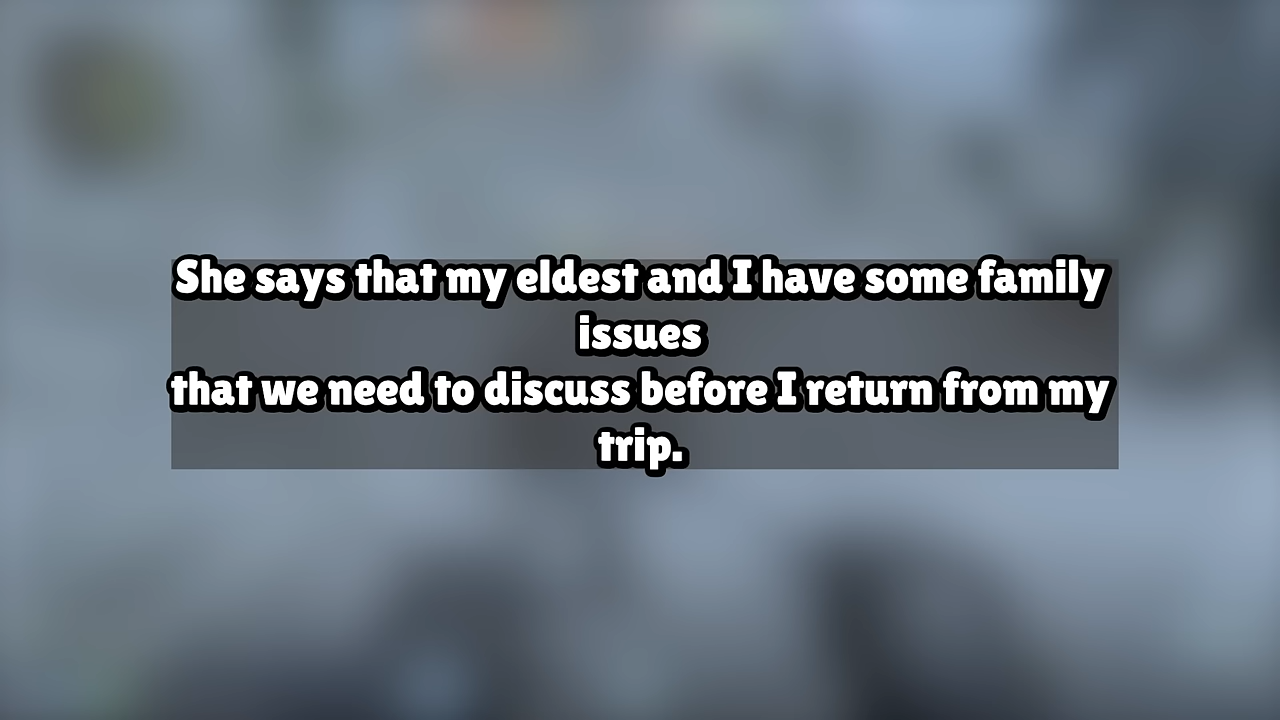 She says that my eldest and I have some family
issues
that we need to discuss before I return from my
trip.